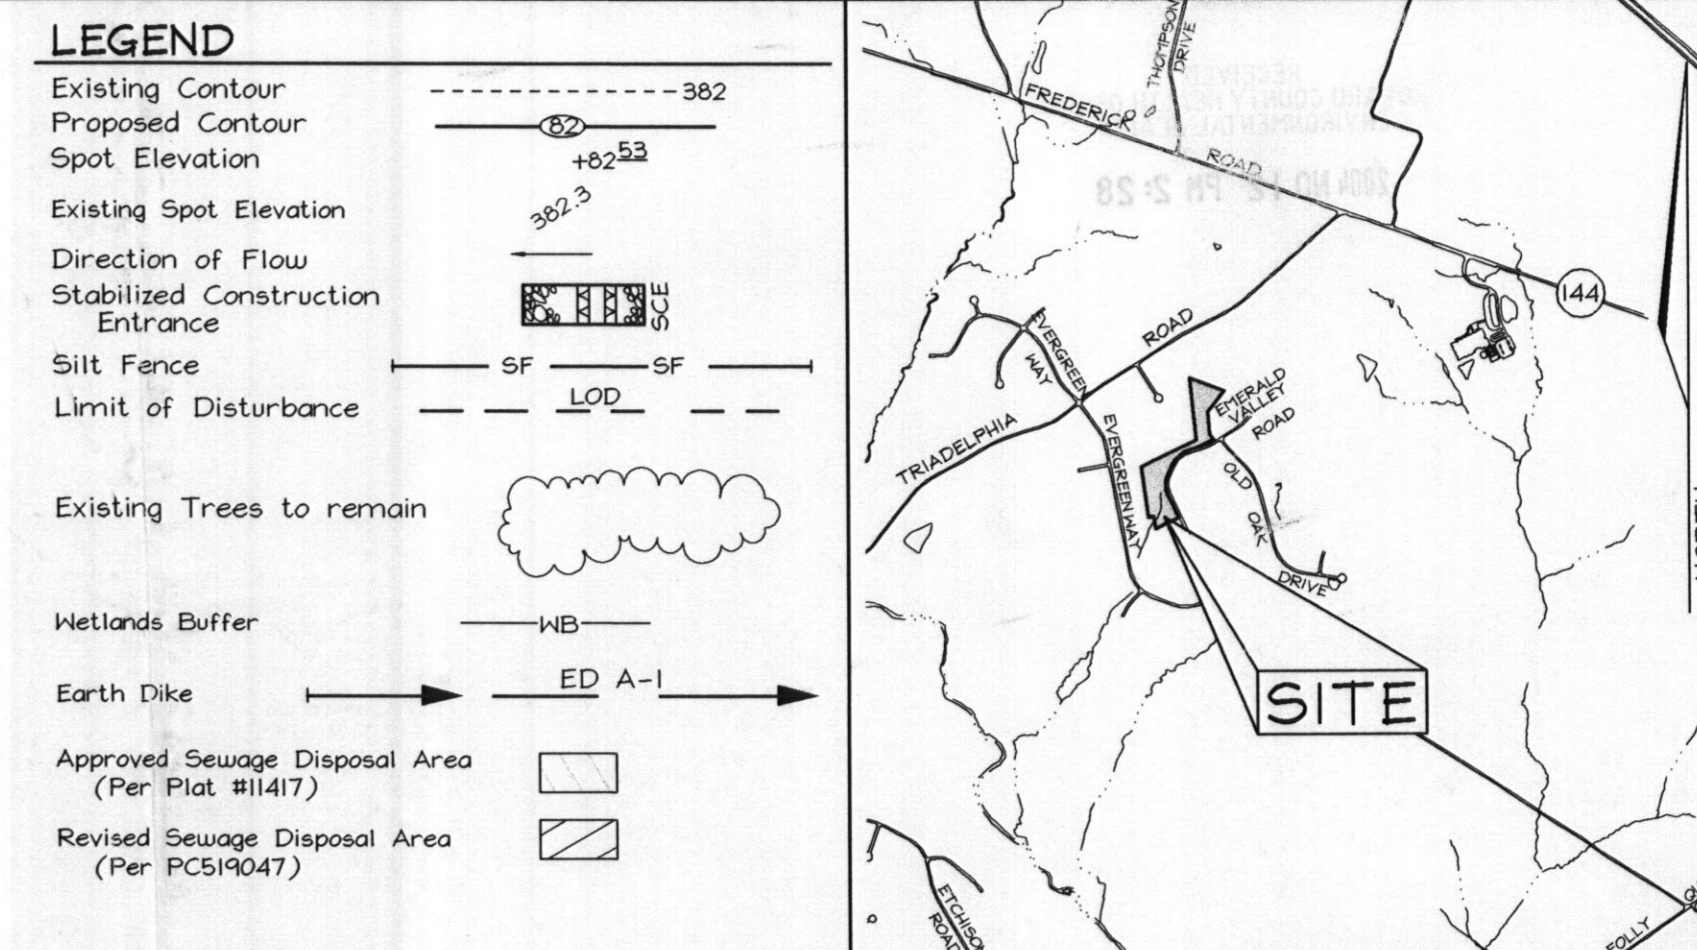 LEGEND
Existing Contour
382
Proposed Contour
82
Spot Elevation
+82 53
Existing Spot Elevation
382.3
Direction of Flow
Stabilized Construction
Entrance
SCE
Silt Fence
SF
SF
Limit of Disturbance
LOD
Existing Trees to remain
Wetlands Buffer
WB
Earth Dike
ED A-1
Approved Sewage Disposal Area
(Per Plat #11417)
Revised Sewage Disposal Area
(Per PC519047)
THOMPSON
DRIVE
FREDERICK
ROAD
RECEIVED
2:28
144
EVERGREEN
WAY
ROAD
TRIADELPHIA
EVERGREEN WAY
EMERALD
VALLEY
ROAD
OLD
OAK
DRIVE
SITE
ETCHISON
ROAD
FOLLY